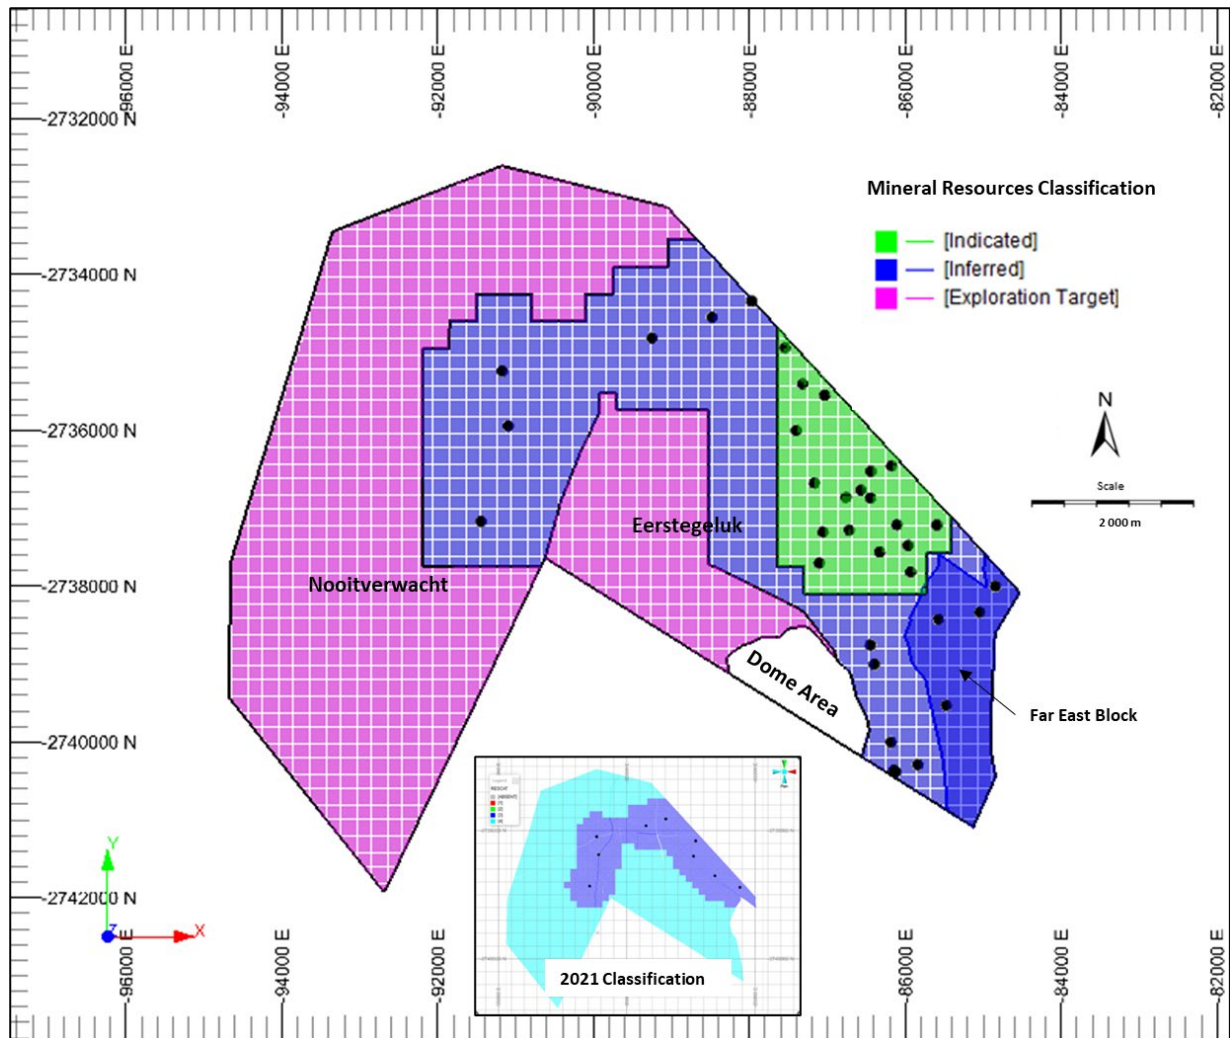 -96000 E
-94000 E
-92000 E
-90000 E
-88000 E
-86000 E
-84000 E
-82000 E
-2732000 N
-2734000 N
-2736000 N
-2738000 N
-2740000 N
-2742000 N
Mineral Resources Classification
[Indicated]
[Inferred]
[Exploration Target]
N
Scale
2 000 m
Eerstegeluk
Nooitverwacht
Dome Area
Far East Block
2021 Classification
Y
X
Z
-96000 E
-94000 E
-92000 E
-90000 E
-88000 E
-86000 E
-84000 E
-82000 E